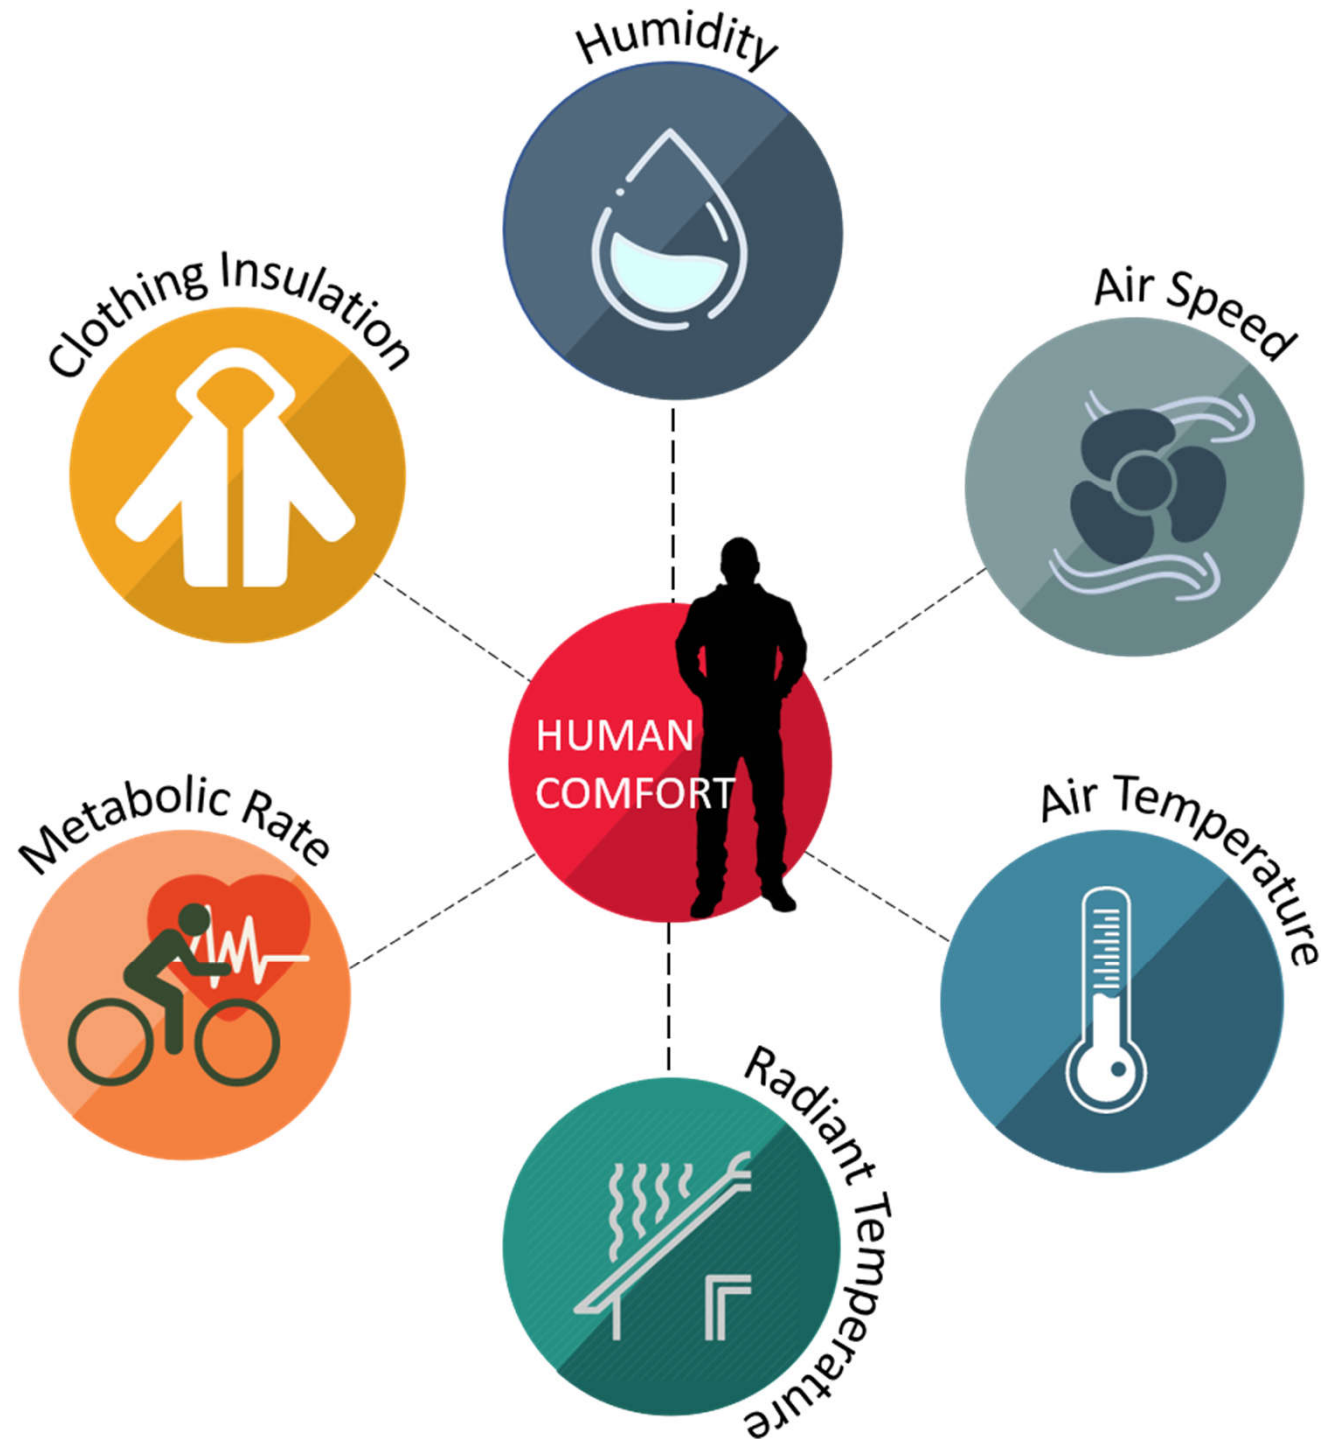 Humidity
Clothing Insulation
Air Speed
HUMAN
COMFORT
Metabolic Rate
Air Temperature
Radiant Temperature